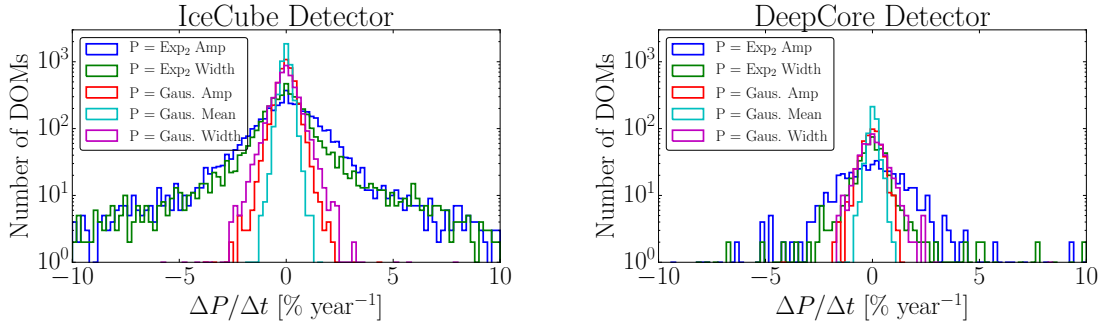 IceCube Detector
Number of DOMs
10³
10²
10¹
10⁰
P = Exp₂ Amp
P = Exp₂ Width
P = Gaus. Amp
P = Gaus. Mean
P = Gaus. Width
−10 −5 0 5 10
ΔP/Δt [% year⁻¹]
DeepCore Detector
Number of DOMs
10³
10²
10¹
10⁰
P = Exp₂ Amp
P = Exp₂ Width
P = Gaus. Amp
P = Gaus. Mean
P = Gaus. Width
−10 −5 0 5 10
ΔP/Δt [% year⁻¹]